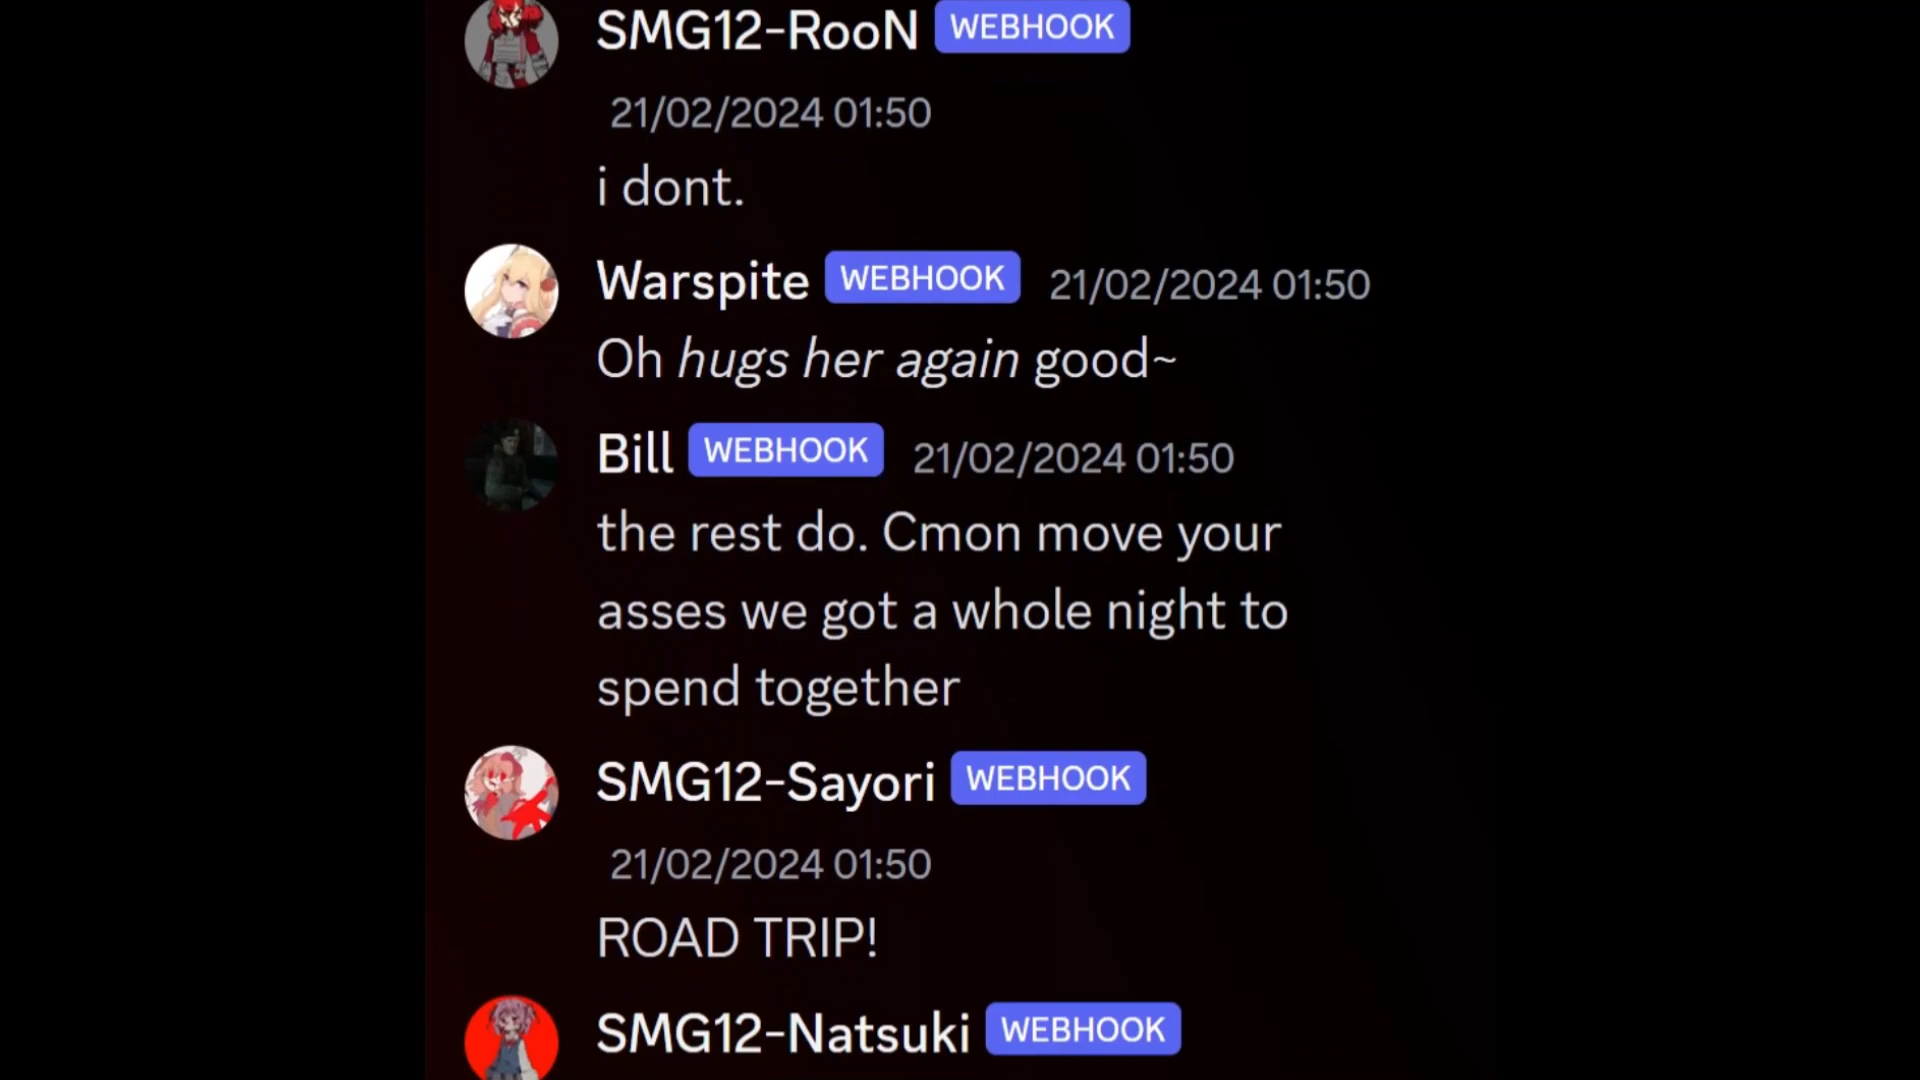 SMG12-RooN WEBHOOK
21/02/2024 01:50
i dont.
Warspite WEBHOOK 21/02/2024 01:50
Oh hugs her again good~
Bill WEBHOOK 21/02/2024 01:50
the rest do. Cmon move your
asses we got a whole night to
spend together
SMG12-Sayori WEBHOOK
21/02/2024 01:50
ROAD TRIP!
SMG12-Natsuki WEBHOOK